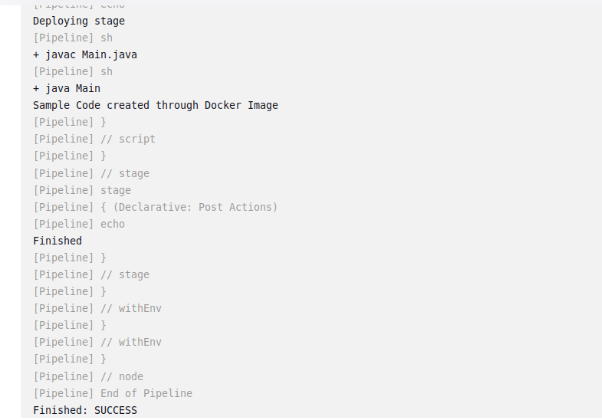 [Pipeline] echo
Deploying stage
[Pipeline] sh
+ javac Main.java
[Pipeline] sh
+ java Main
Sample Code created through Docker Image
[Pipeline] }
[Pipeline] // script
[Pipeline] }
[Pipeline] // stage
[Pipeline] stage
[Pipeline] { (Declarative: Post Actions)
[Pipeline] echo
Finished
[Pipeline] }
[Pipeline] // stage
[Pipeline] }
[Pipeline] // withEnv
[Pipeline] }
[Pipeline] // withEnv
[Pipeline] }
[Pipeline] // node
[Pipeline] End of Pipeline
Finished: SUCCESS